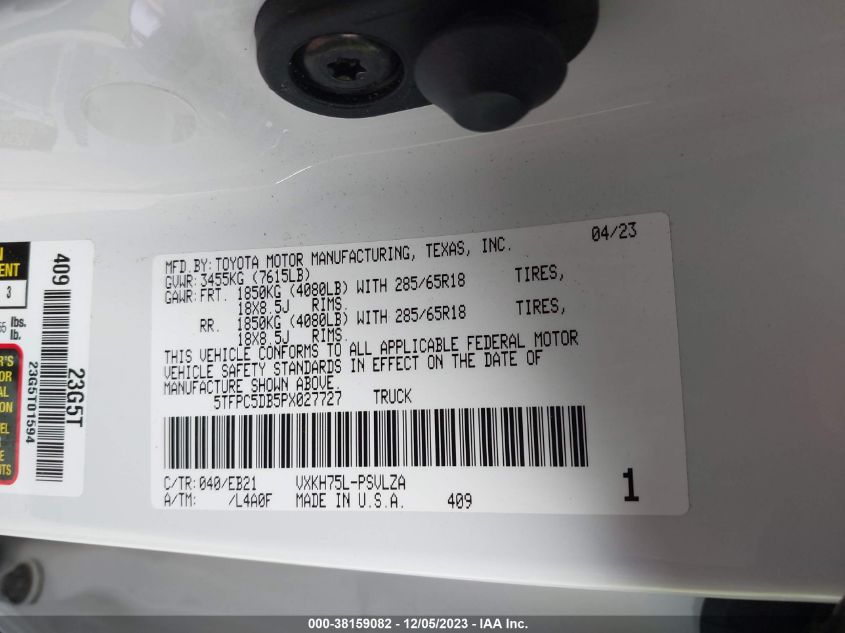 MFD.BY: TOYOTA MOTOR MANUFACTURING, TEXAS, INC. 04/23
GVWR: 3455KG (7615LB)
GAWR: FRT. 1850KG (4080LB) WITH 285/65R18 TIRES,
18X8.5J RIMS.
RR. 1850KG (4080LB) WITH 285/65R18 TIRES,
18X8.5J RIMS.
THIS VEHICLE CONFORMS TO ALL APPLICABLE FEDERAL MOTOR
VEHICLE SAFETY STANDARDS IN EFFECT ON THE DATE OF
MANUFACTURE SHOWN ABOVE.
5TFPC5DB5PX027727 TRUCK
C/TR: 040/EB21 VXKH75L-PSVLZA
A/TM: /L4A0F MADE IN U.S.A. 409 1
409
23G5T
23G5T01594
3
lbs.
lb.
000-38159082 - 12/05/2023 - IAA Inc.